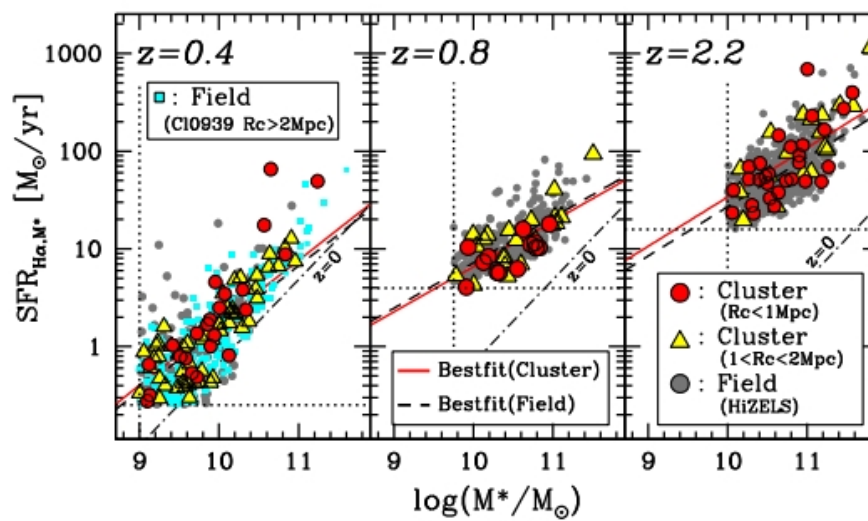 z=0.4
z=0.8
z=2.2
1000
100
10
1
SFR_{Hα,M*} [M_⊙/yr]
: Field
(Cl0939 Rc>2Mpc)
z=0
z=0
z=0
Bestfit(Cluster)
Bestfit(Field)
: Cluster
(Rc<1Mpc)
: Cluster
(1<Rc<2Mpc)
: Field
(HiZELS)
9 10 11 9 10 11 9 10 11
log(M*/M_⊙)